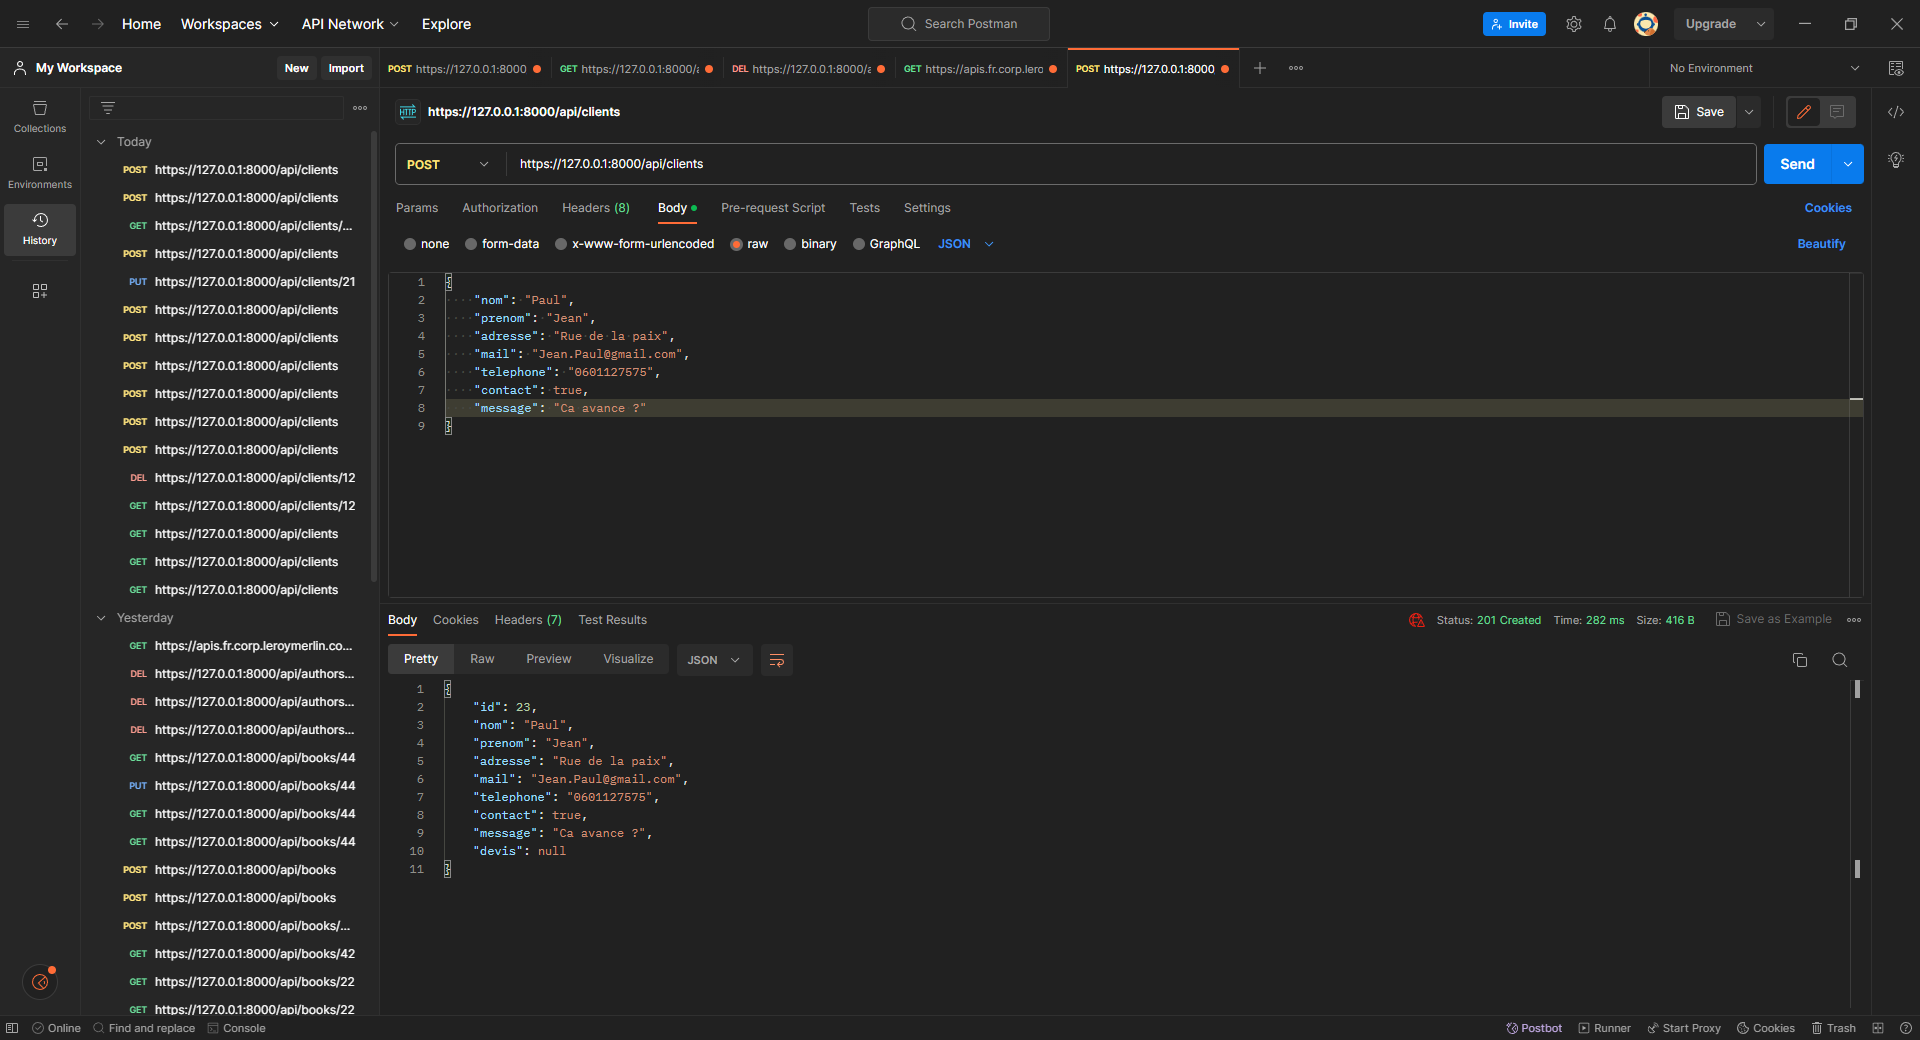 Home Workspaces API Network Explore Search Postman Invite Upgrade
My Workspace New Import
POST https://127.0.0.1:8000 GET https://127.0.0.1:8000/a DEL https://127.0.0.1:8000/a GET https://apis.fr.corp.lero POST https://127.0.0.1:8000 No Environment
Collections
Environments
History
Today
POST https://127.0.0.1:8000/api/clients
POST https://127.0.0.1:8000/api/clients
GET https://127.0.0.1:8000/api/clients/...
POST https://127.0.0.1:8000/api/clients
PUT https://127.0.0.1:8000/api/clients/21
POST https://127.0.0.1:8000/api/clients
POST https://127.0.0.1:8000/api/clients
POST https://127.0.0.1:8000/api/clients
POST https://127.0.0.1:8000/api/clients
POST https://127.0.0.1:8000/api/clients
POST https://127.0.0.1:8000/api/clients
DEL https://127.0.0.1:8000/api/clients/12
GET https://127.0.0.1:8000/api/clients/12
GET https://127.0.0.1:8000/api/clients
GET https://127.0.0.1:8000/api/clients
GET https://127.0.0.1:8000/api/clients
Yesterday
GET https://apis.fr.corp.leroymerlin.co...
DEL https://127.0.0.1:8000/api/authors...
DEL https://127.0.0.1:8000/api/authors...
DEL https://127.0.0.1:8000/api/authors...
GET https://127.0.0.1:8000/api/books/44
PUT https://127.0.0.1:8000/api/books/44
GET https://127.0.0.1:8000/api/books/44
GET https://127.0.0.1:8000/api/books/44
POST https://127.0.0.1:8000/api/books
POST https://127.0.0.1:8000/api/books
POST https://127.0.0.1:8000/api/books/...
GET https://127.0.0.1:8000/api/books/42
GET https://127.0.0.1:8000/api/books/22
GET https://127.0.0.1:8000/api/books/22
HTTP https://127.0.0.1:8000/api/clients Save
POST https://127.0.0.1:8000/api/clients Send
Params Authorization Headers (8) Body Pre-request Script Tests Settings Cookies
none form-data x-www-form-urlencoded raw binary GraphQL JSON Beautify
1 {
2 "nom": "Paul",
3 "prenom": "Jean",
4 "adresse": "Rue de la paix",
5 "mail": "Jean.Paul@gmail.com",
6 "telephone": "0601127575",
7 "contact": true,
8 "message": "Ca avance ?"
9 }
Body Cookies Headers (7) Test Results Status: 201 Created Time: 282 ms Size: 416 B Save as Example
Pretty Raw Preview Visualize JSON
1 {
2 "id": 23,
3 "nom": "Paul",
4 "prenom": "Jean",
5 "adresse": "Rue de la paix",
6 "mail": "Jean.Paul@gmail.com",
7 "telephone": "0601127575",
8 "contact": true,
9 "message": "Ca avance ?",
10 "devis": null
11 }
Online Find and replace Console Postbot Runner Start Proxy Cookies Trash